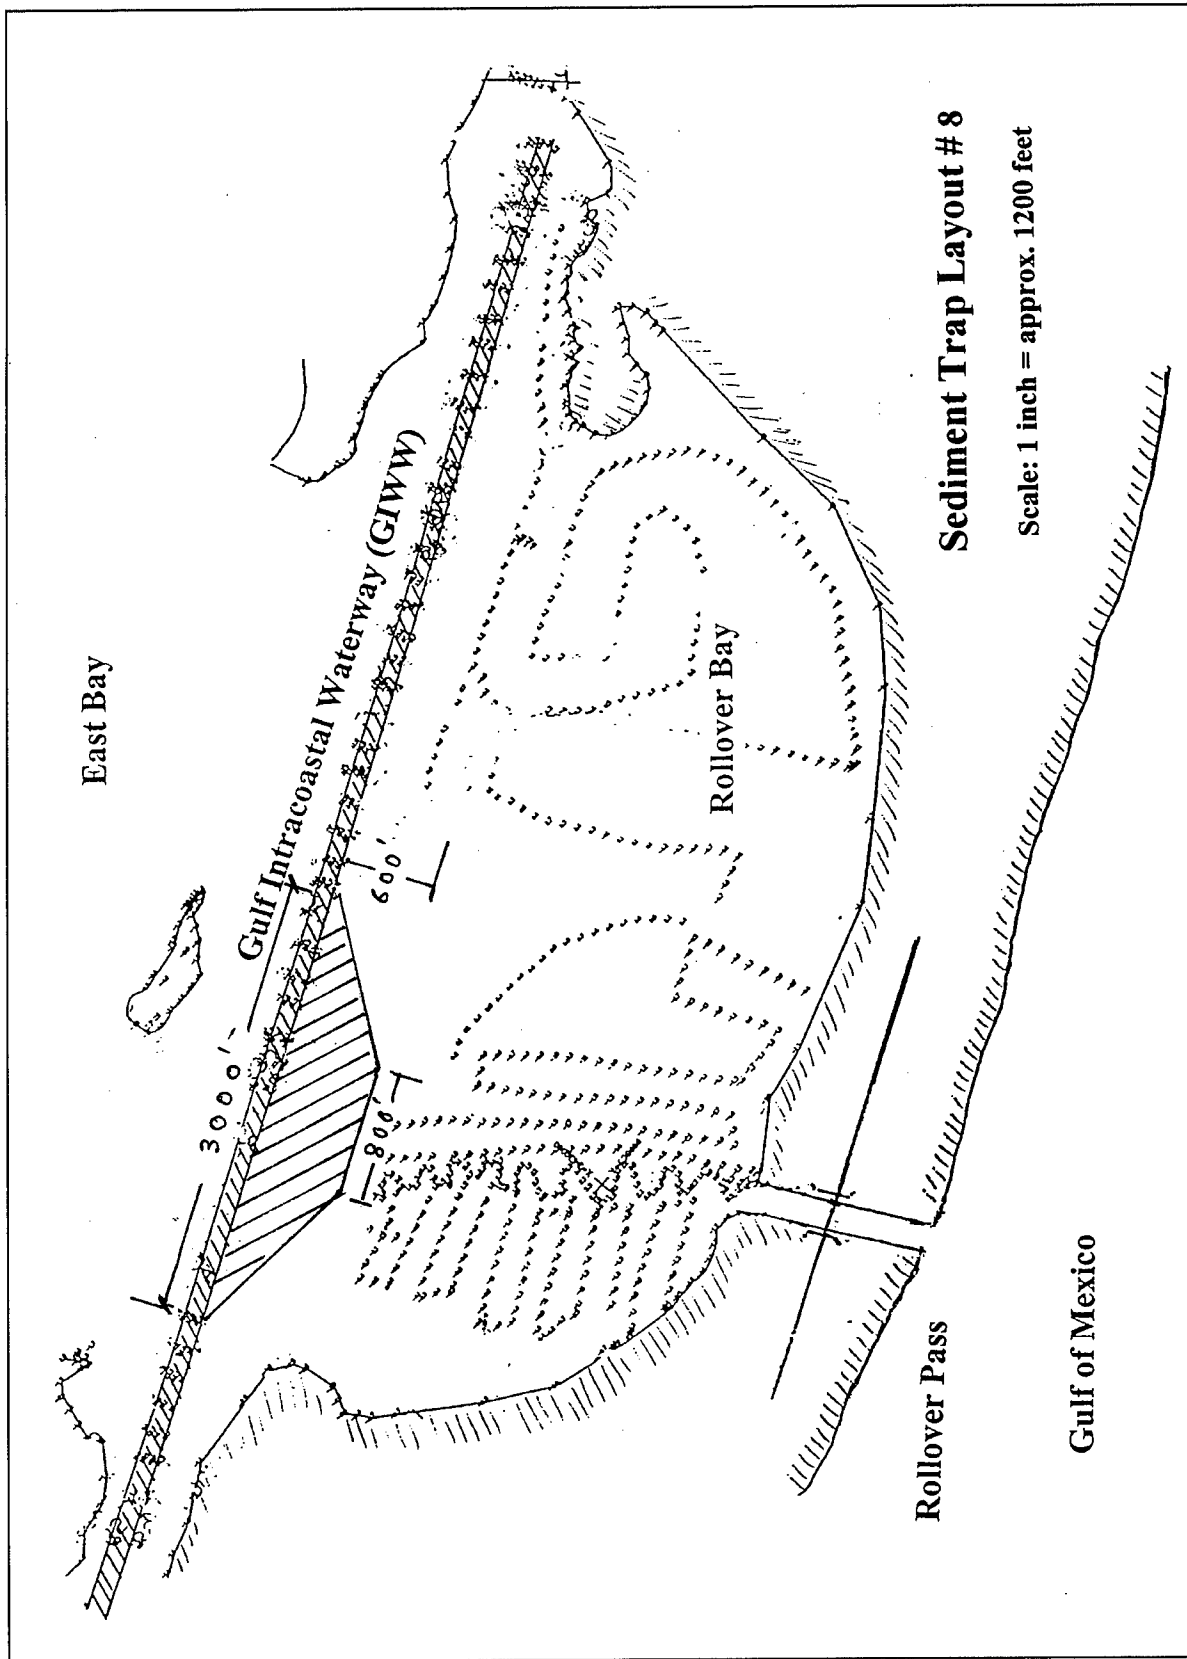 East Bay
Gulf Intracoastal Waterway (GIWW)
3000'
600'
800'
Rollover Bay
Sediment Trap Layout # 8
Scale: 1 inch = approx. 1200 feet
Rollover Pass
Gulf of Mexico